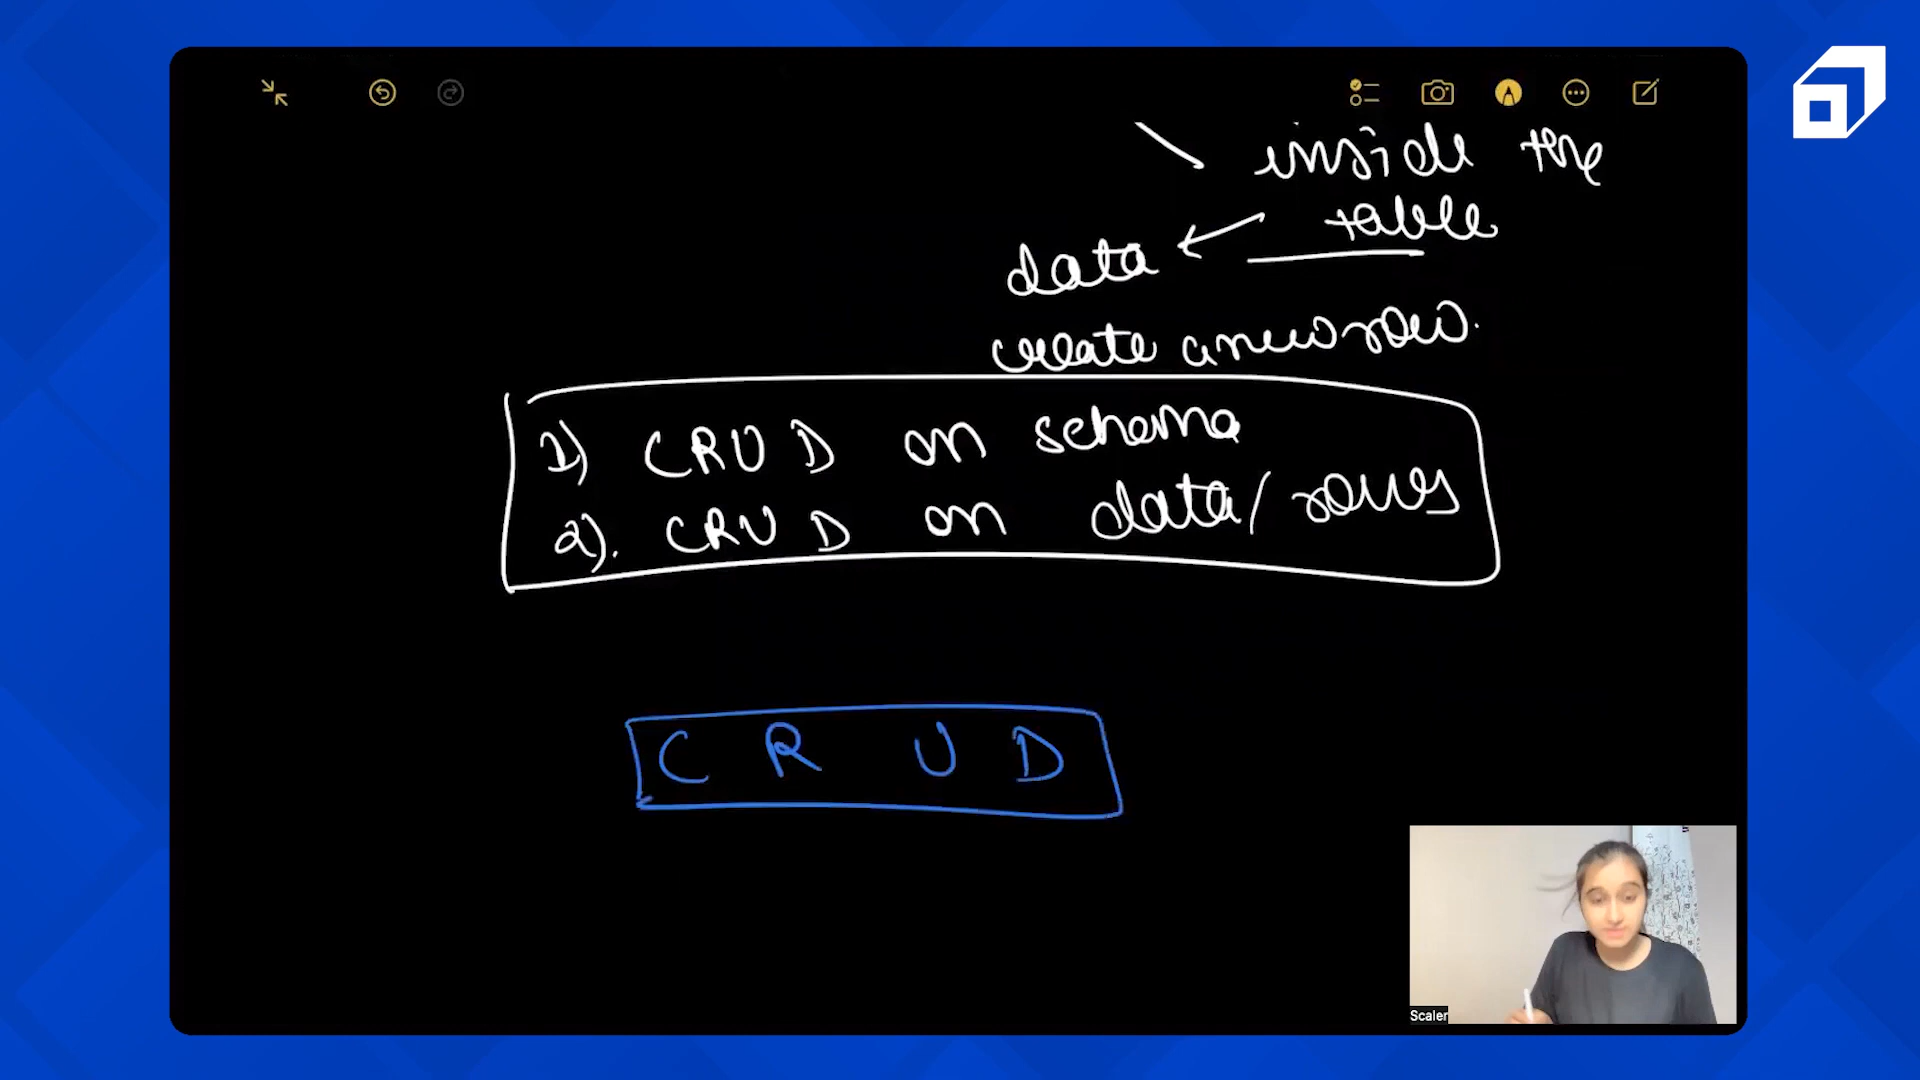 inside the
table
data
create a new row.
1) CRUD on schema
2). CRUD on data/rows
C R U D
Scaler